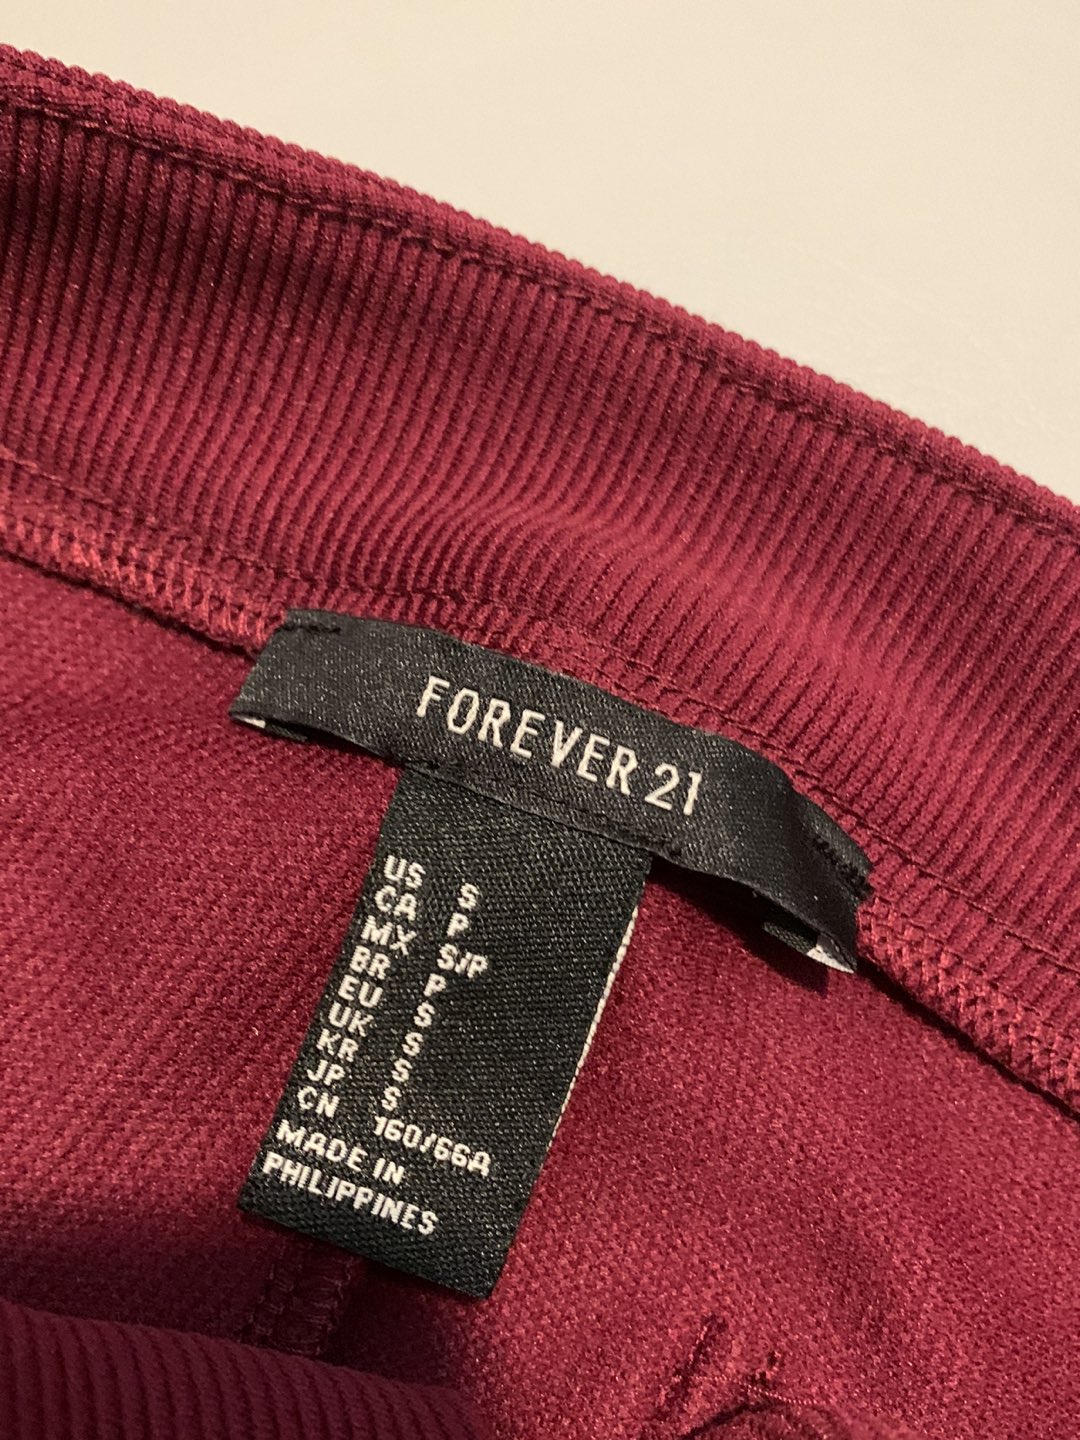 FOREVER 21
US S
CA P
MX S/P
BR P
EU S
UK S
KR S
JP S
CN 160/66A
MADE IN
PHILIPPINES